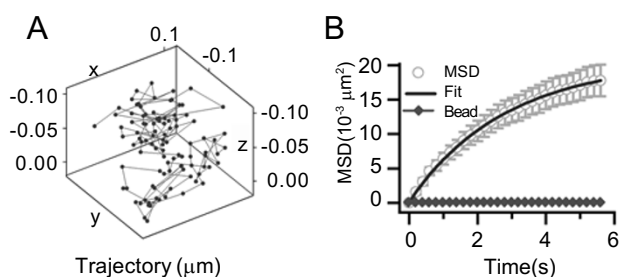 A
0.1
-0.1
x
-0.10
-0.05
0.00
-0.10
-0.05
0.00
z
y
Trajectory (μm)
B
20
15
10
5
0
MSD(10⁻³ μm²)
MSD
Fit
Bead
0 2 4 6
Time(s)